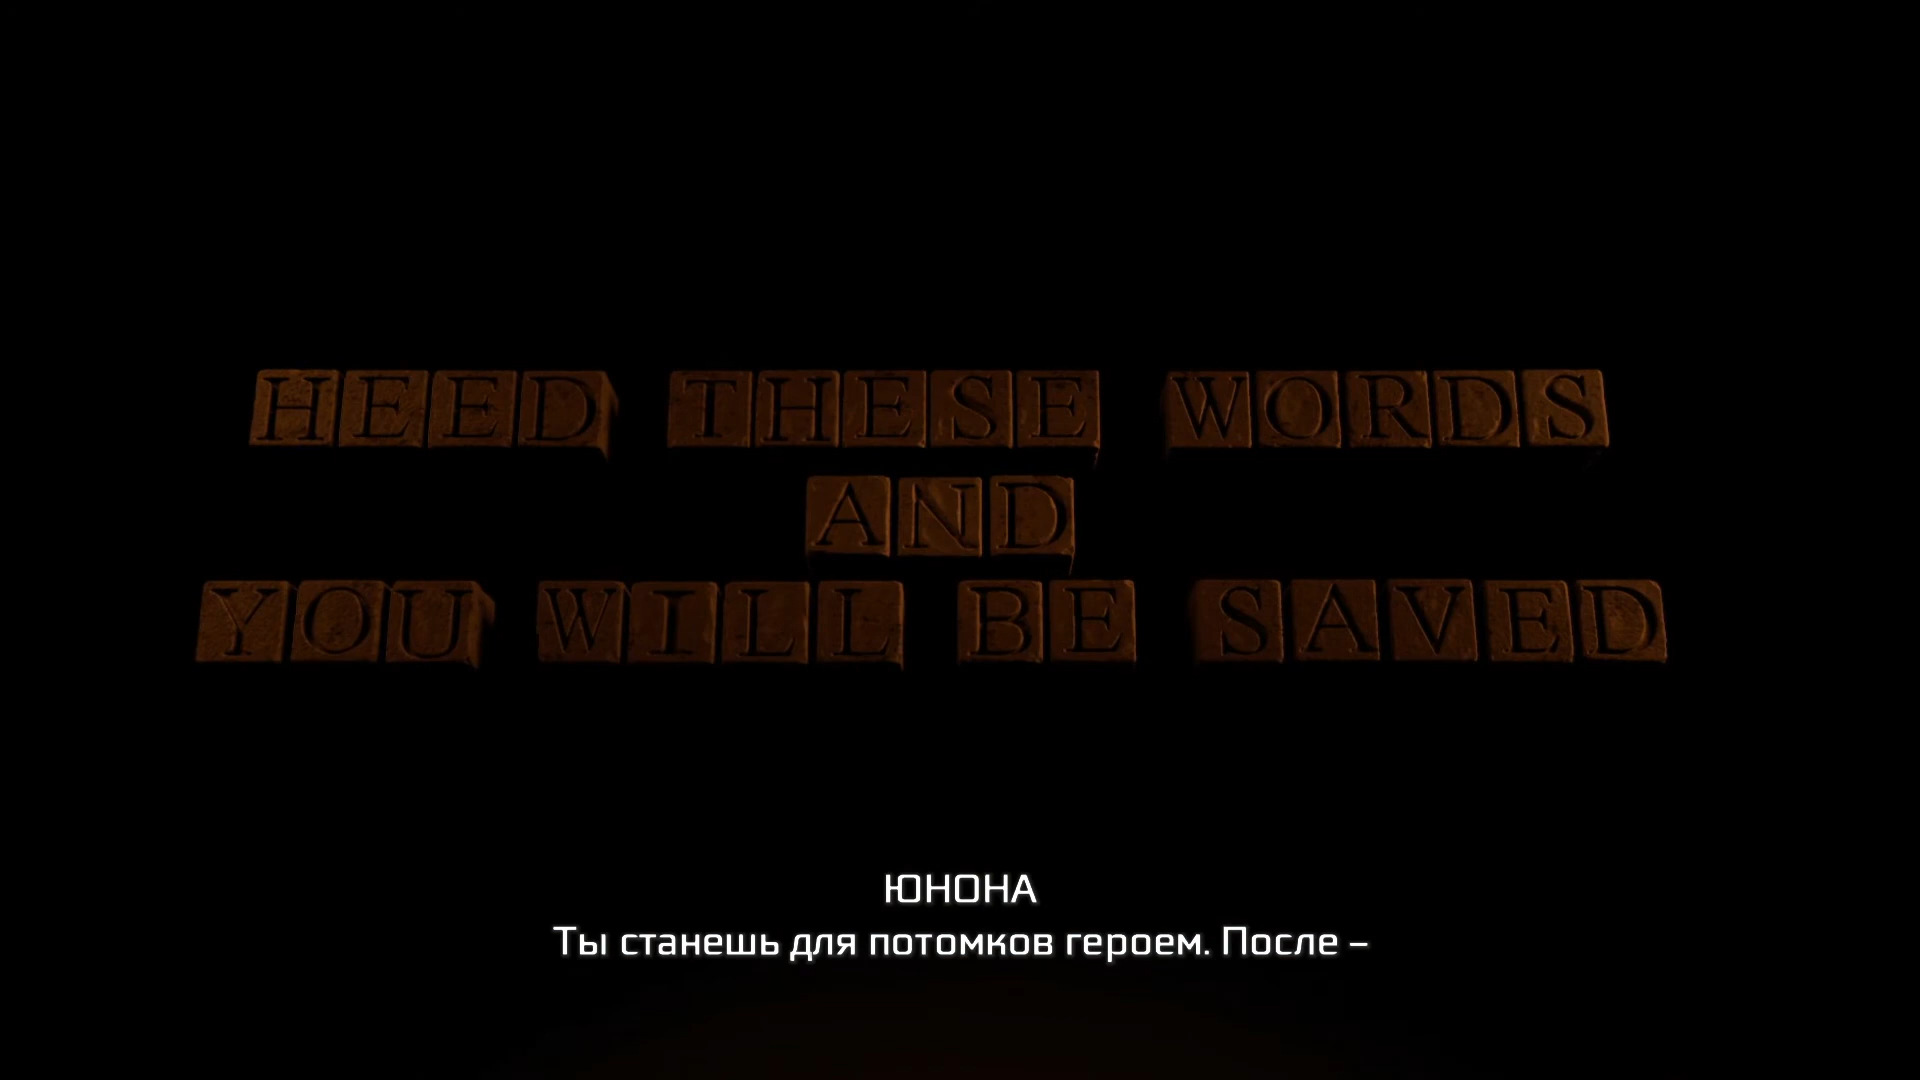 HEED THESE WORDS
AND
YOU WILL BE SAVED
ЮНОНА
Ты станешь для потомков героем. После –